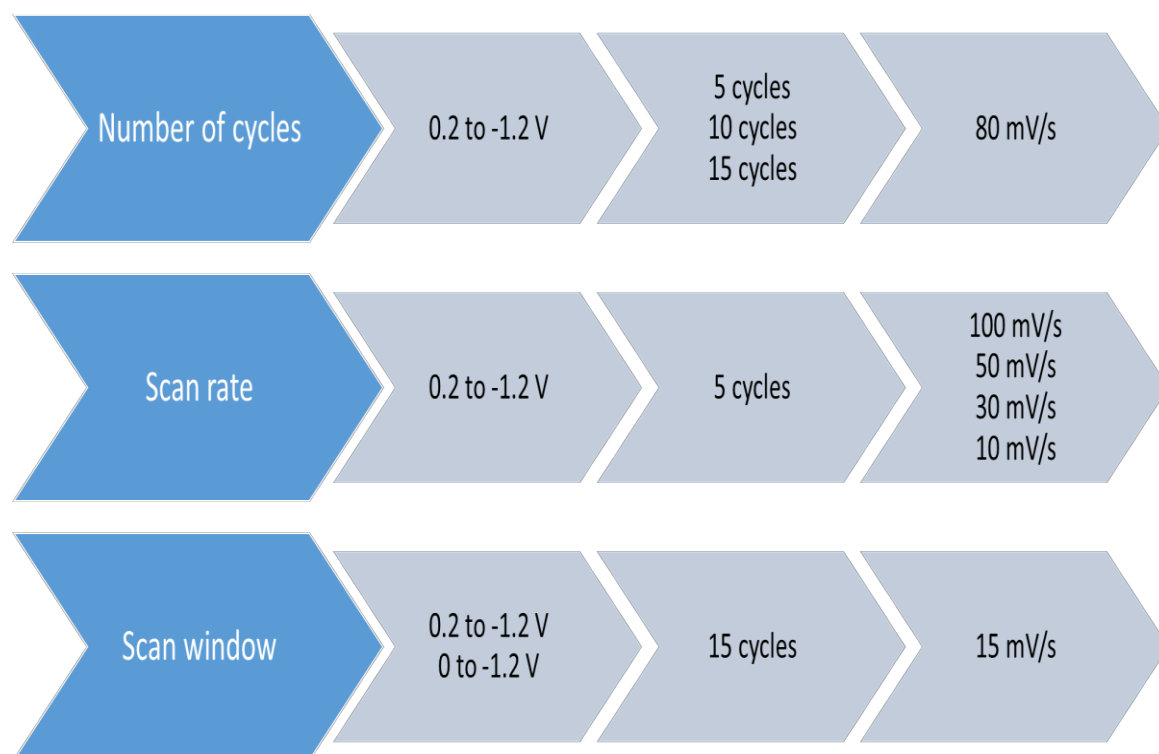 Number of cycles
0.2 to -1.2 V
5 cycles
10 cycles
15 cycles
80 mV/s
Scan rate
0.2 to -1.2 V
5 cycles
100 mV/s
50 mV/s
30 mV/s
10 mV/s
Scan window
0.2 to -1.2 V
0 to -1.2 V
15 cycles
15 mV/s